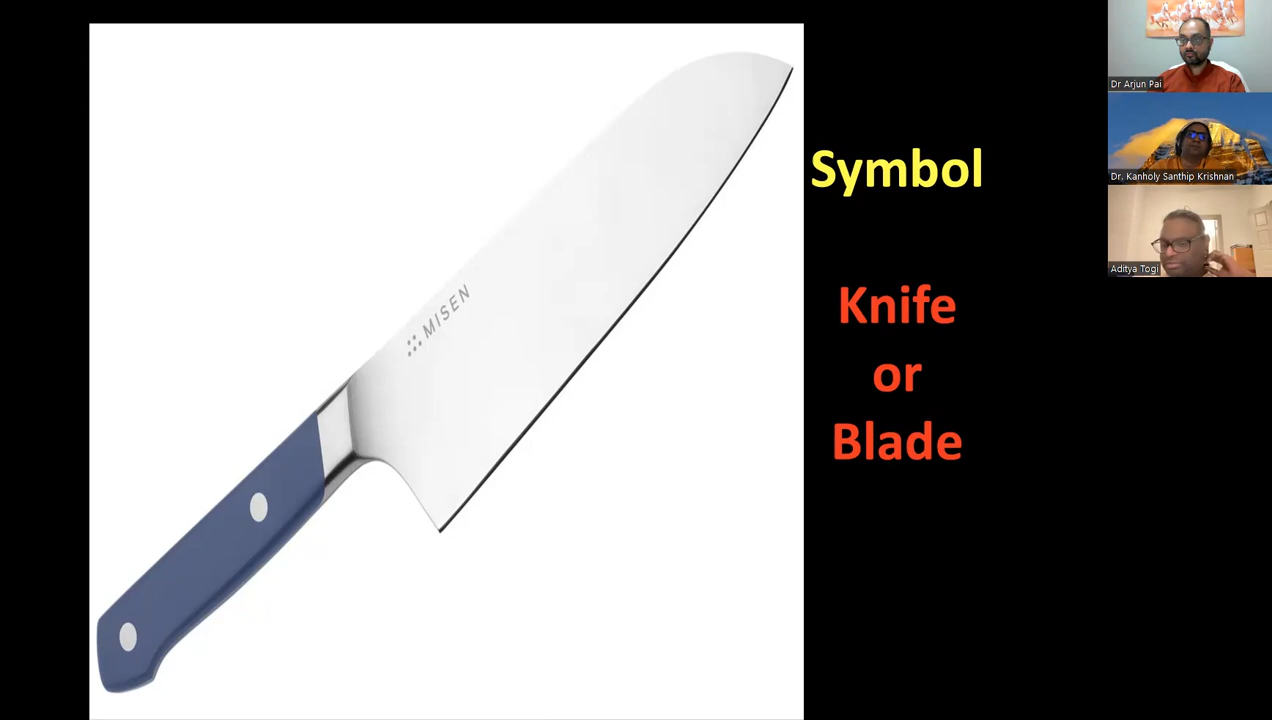 Symbol
Knife
or
Blade
MISEN
Dr Arjun Pai
Dr. Kanholy Santhip Krishnan
Aditya Togi